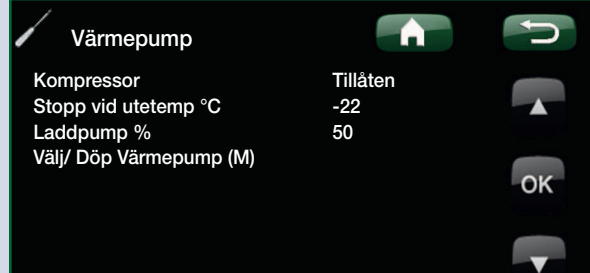 Värmepump
Kompressor Tillåten
Stopp vid utetemp °C -22
Laddpump % 50
Välj/ Döp Värmepump (M)
OK